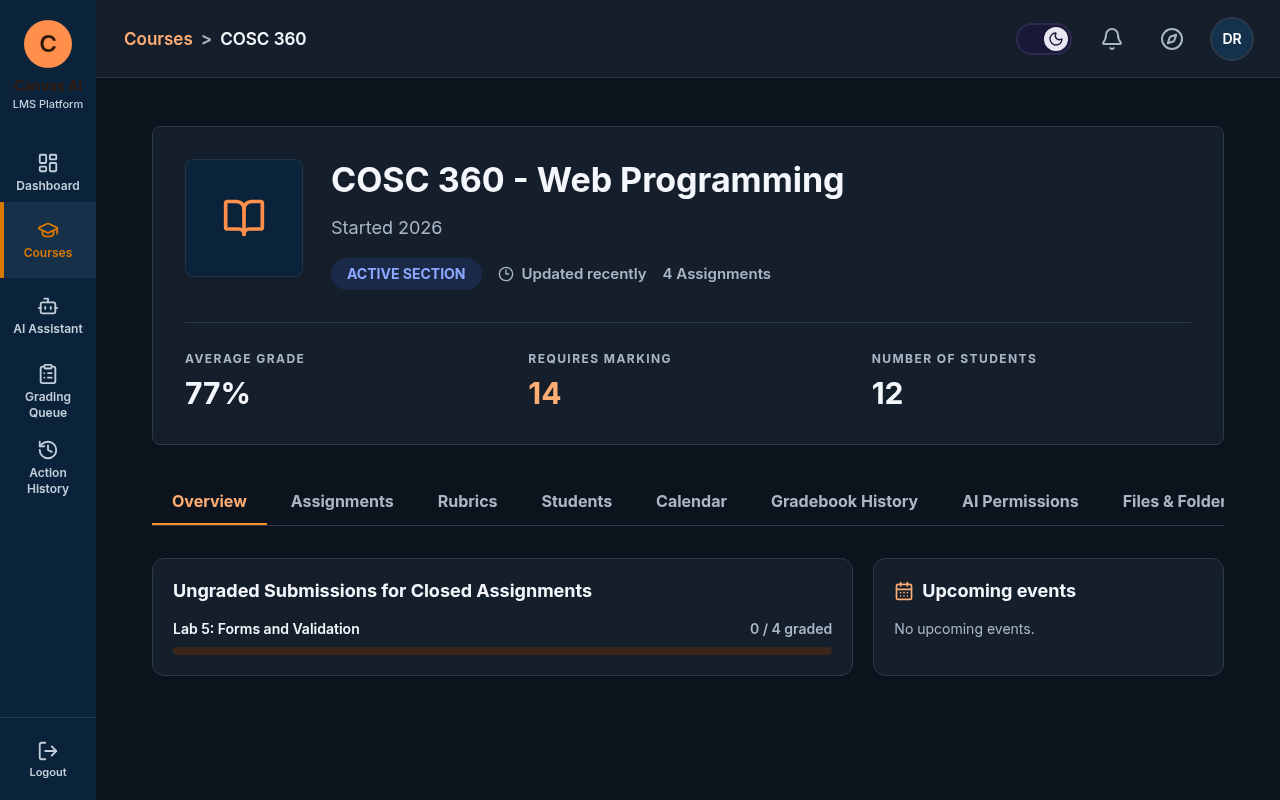 C
Canvas AI
LMS Platform
Dashboard
Courses
AI Assistant
Grading
Queue
Action
History
Logout
Courses > COSC 360
DR
COSC 360 - Web Programming
Started 2026
ACTIVE SECTION Updated recently 4 Assignments
AVERAGE GRADE REQUIRES MARKING NUMBER OF STUDENTS
77% 14 12
Overview Assignments Rubrics Students Calendar Gradebook History AI Permissions Files & Folder
Ungraded Submissions for Closed Assignments
Lab 5: Forms and Validation 0 / 4 graded
Upcoming events
No upcoming events.